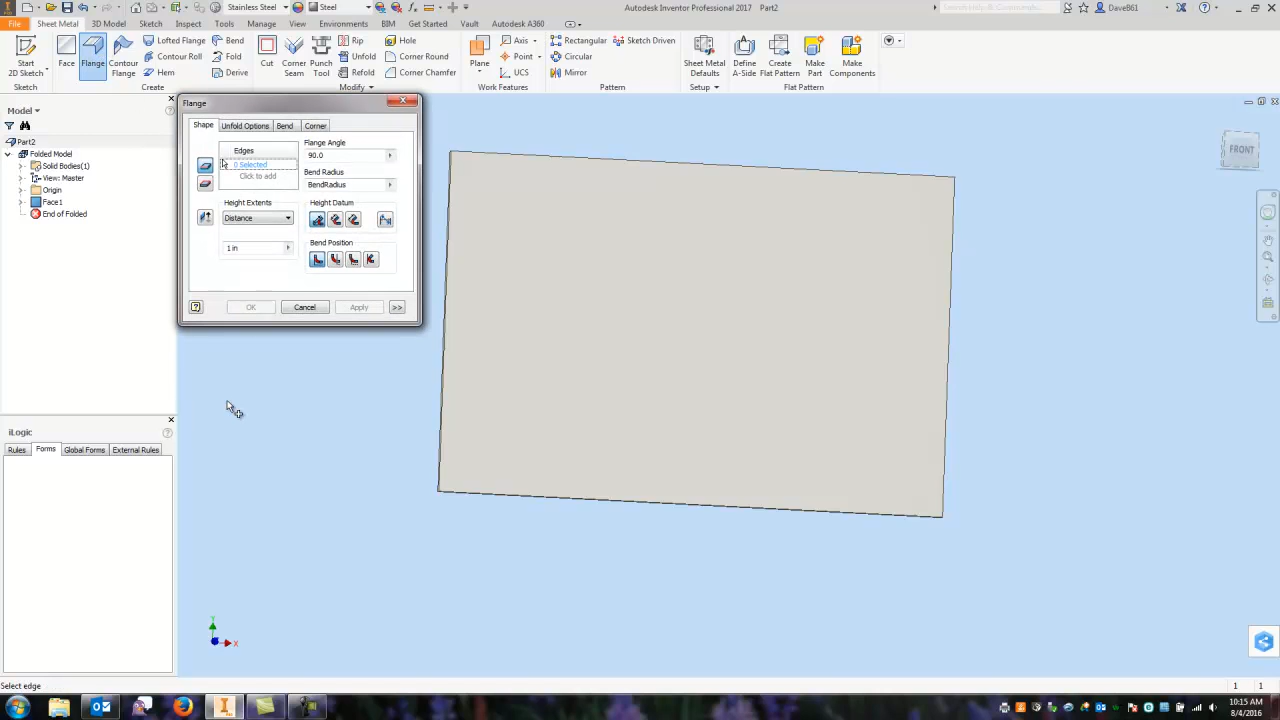 Stainless Steel
Steel
Autodesk Inventor Professional 2017 Part2
DaveB61
File
Sheet Metal
3D Model
Sketch
Inspect
Tools
Manage
View
Environments
BIM
Get Started
Vault
Autodesk A360
Start
2D Sketch
Sketch
Face
Flange
Contour
Flange
Lofted Flange
Contour Roll
Hem
Bend
Fold
Derive
Create
Cut
Corner
Seam
Punch
Tool
Rip
Unfold
Refold
Hole
Corner Round
Corner Chamfer
Modify
Plane
Axis
Point
UCS
Work Features
Rectangular
Circular
Mirror
Sketch Driven
Pattern
Sheet Metal
Defaults
Setup
Define
A-Side
Create
Flat Pattern
Make
Part
Make
Components
Flat Pattern
Model
Part2
Folded Model
Solid Bodies(1)
View: Master
Origin
Face1
End of Folded
Flange
Shape
Unfold Options
Bend
Corner
Edges
0 Selected
Click to add
Flange Angle
90.0
Bend Radius
BendRadius
Height Extents
Distance
1 in
Height Datum
Bend Position
OK
Cancel
Apply
>>
FRONT
iLogic
Rules
Forms
Global Forms
External Rules
Y
X
Select edge
1
1
10:15 AM
8/4/2016